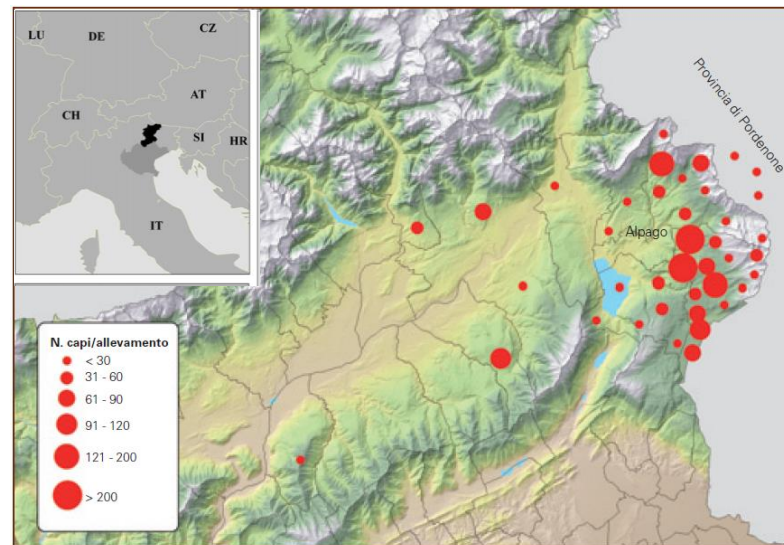 LU
DE
CZ
CH
AT
SI
HR
IT
Provincia di Pordenone
Alpago
N. capi/allevamento
< 30
31 - 60
61 - 90
91 - 120
121 - 200
> 200